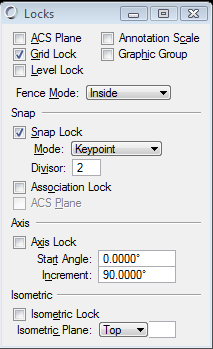 Locks
ACS Plane
Annotation Scale
Grid Lock
Graphic Group
Level Lock
Fence Mode: Inside
Snap
Snap Lock
Mode: Keypoint
Divisor: 2
Association Lock
ACS Plane
Axis
Axis Lock
Start Angle: 0.0000°
Increment: 90.0000°
Isometric
Isometric Lock
Isometric Plane: Top